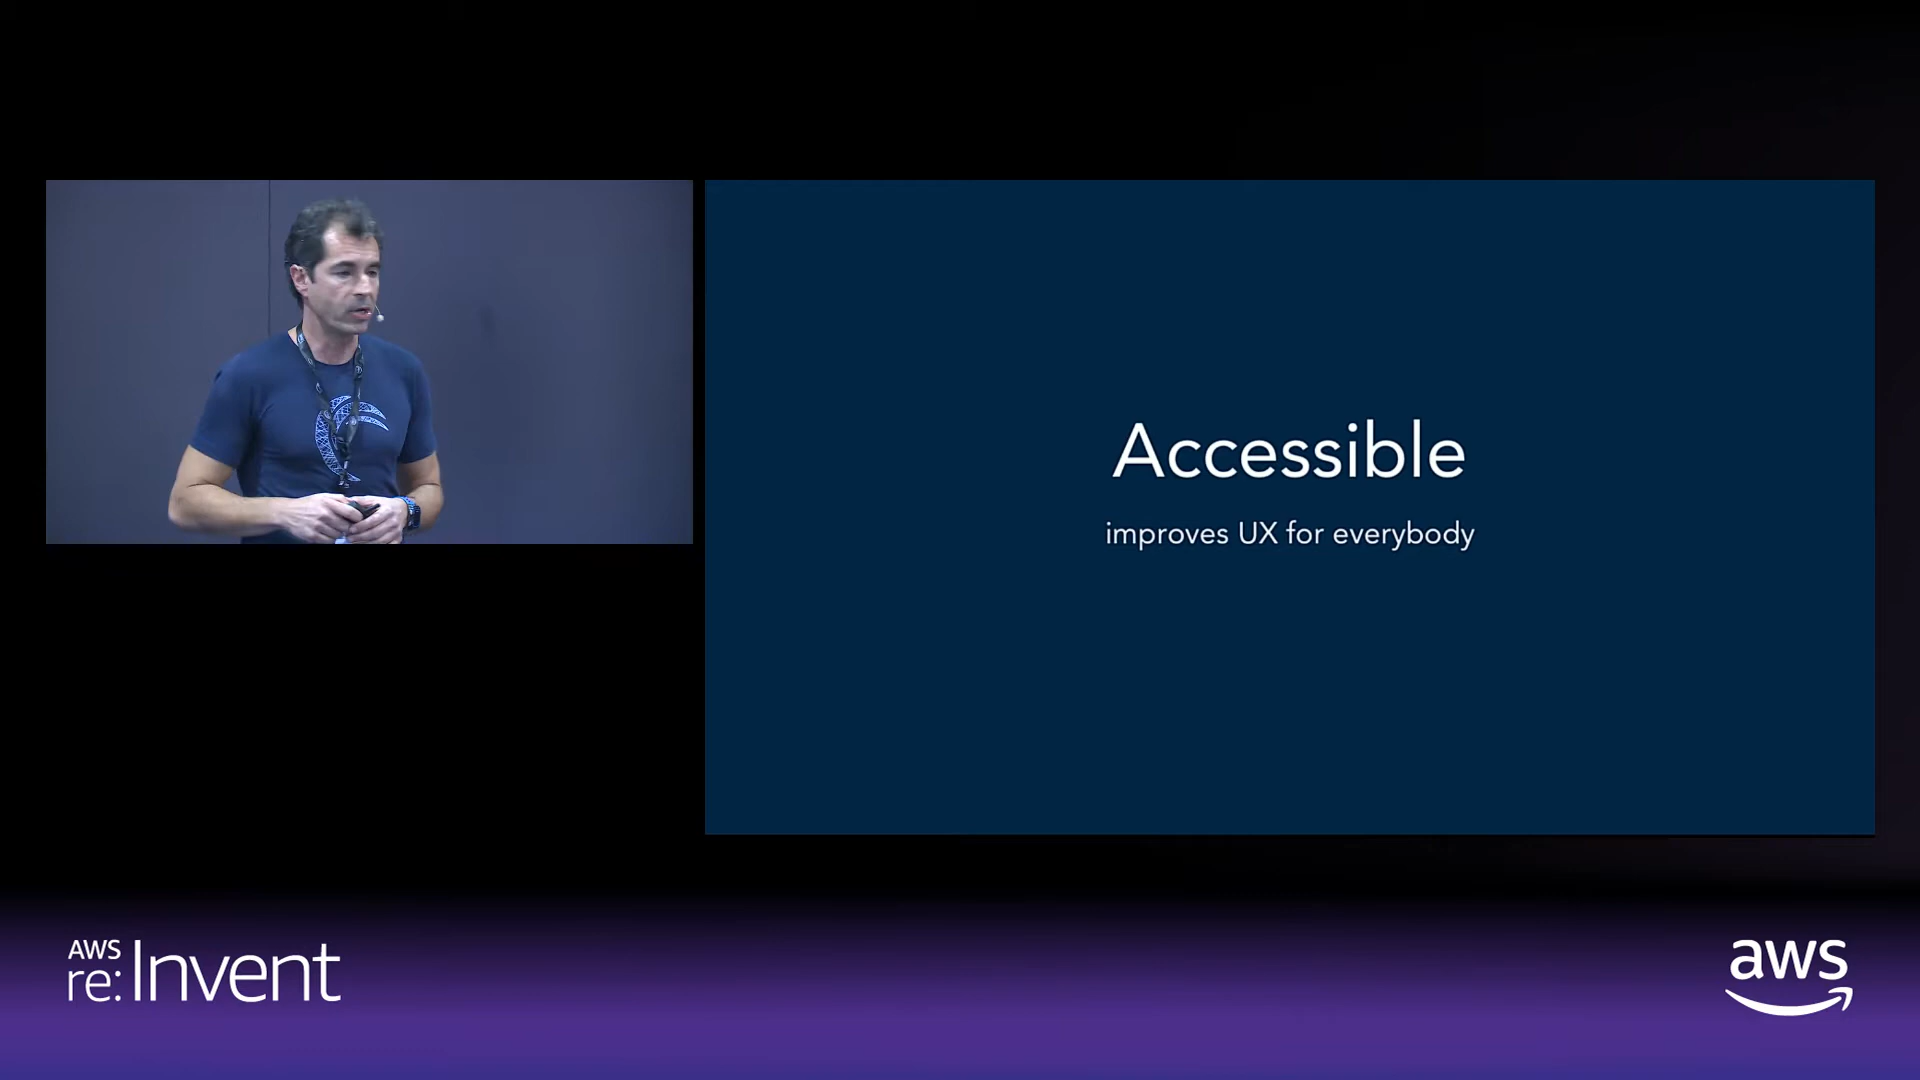 Accessible
improves UX for everybody
AWS
re:Invent
aws